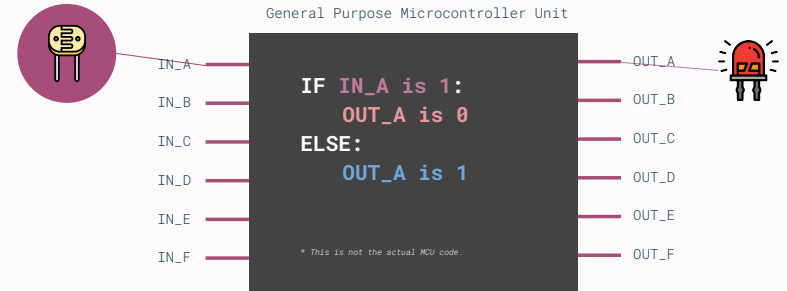 General Purpose Microcontroller Unit
IN_A
IN_B
IN_C
IN_D
IN_E
IN_F
IF IN_A is 1:
OUT_A is 0
ELSE:
OUT_A is 1
* This is not the actual MCU code.
OUT_A
OUT_B
OUT_C
OUT_D
OUT_E
OUT_F